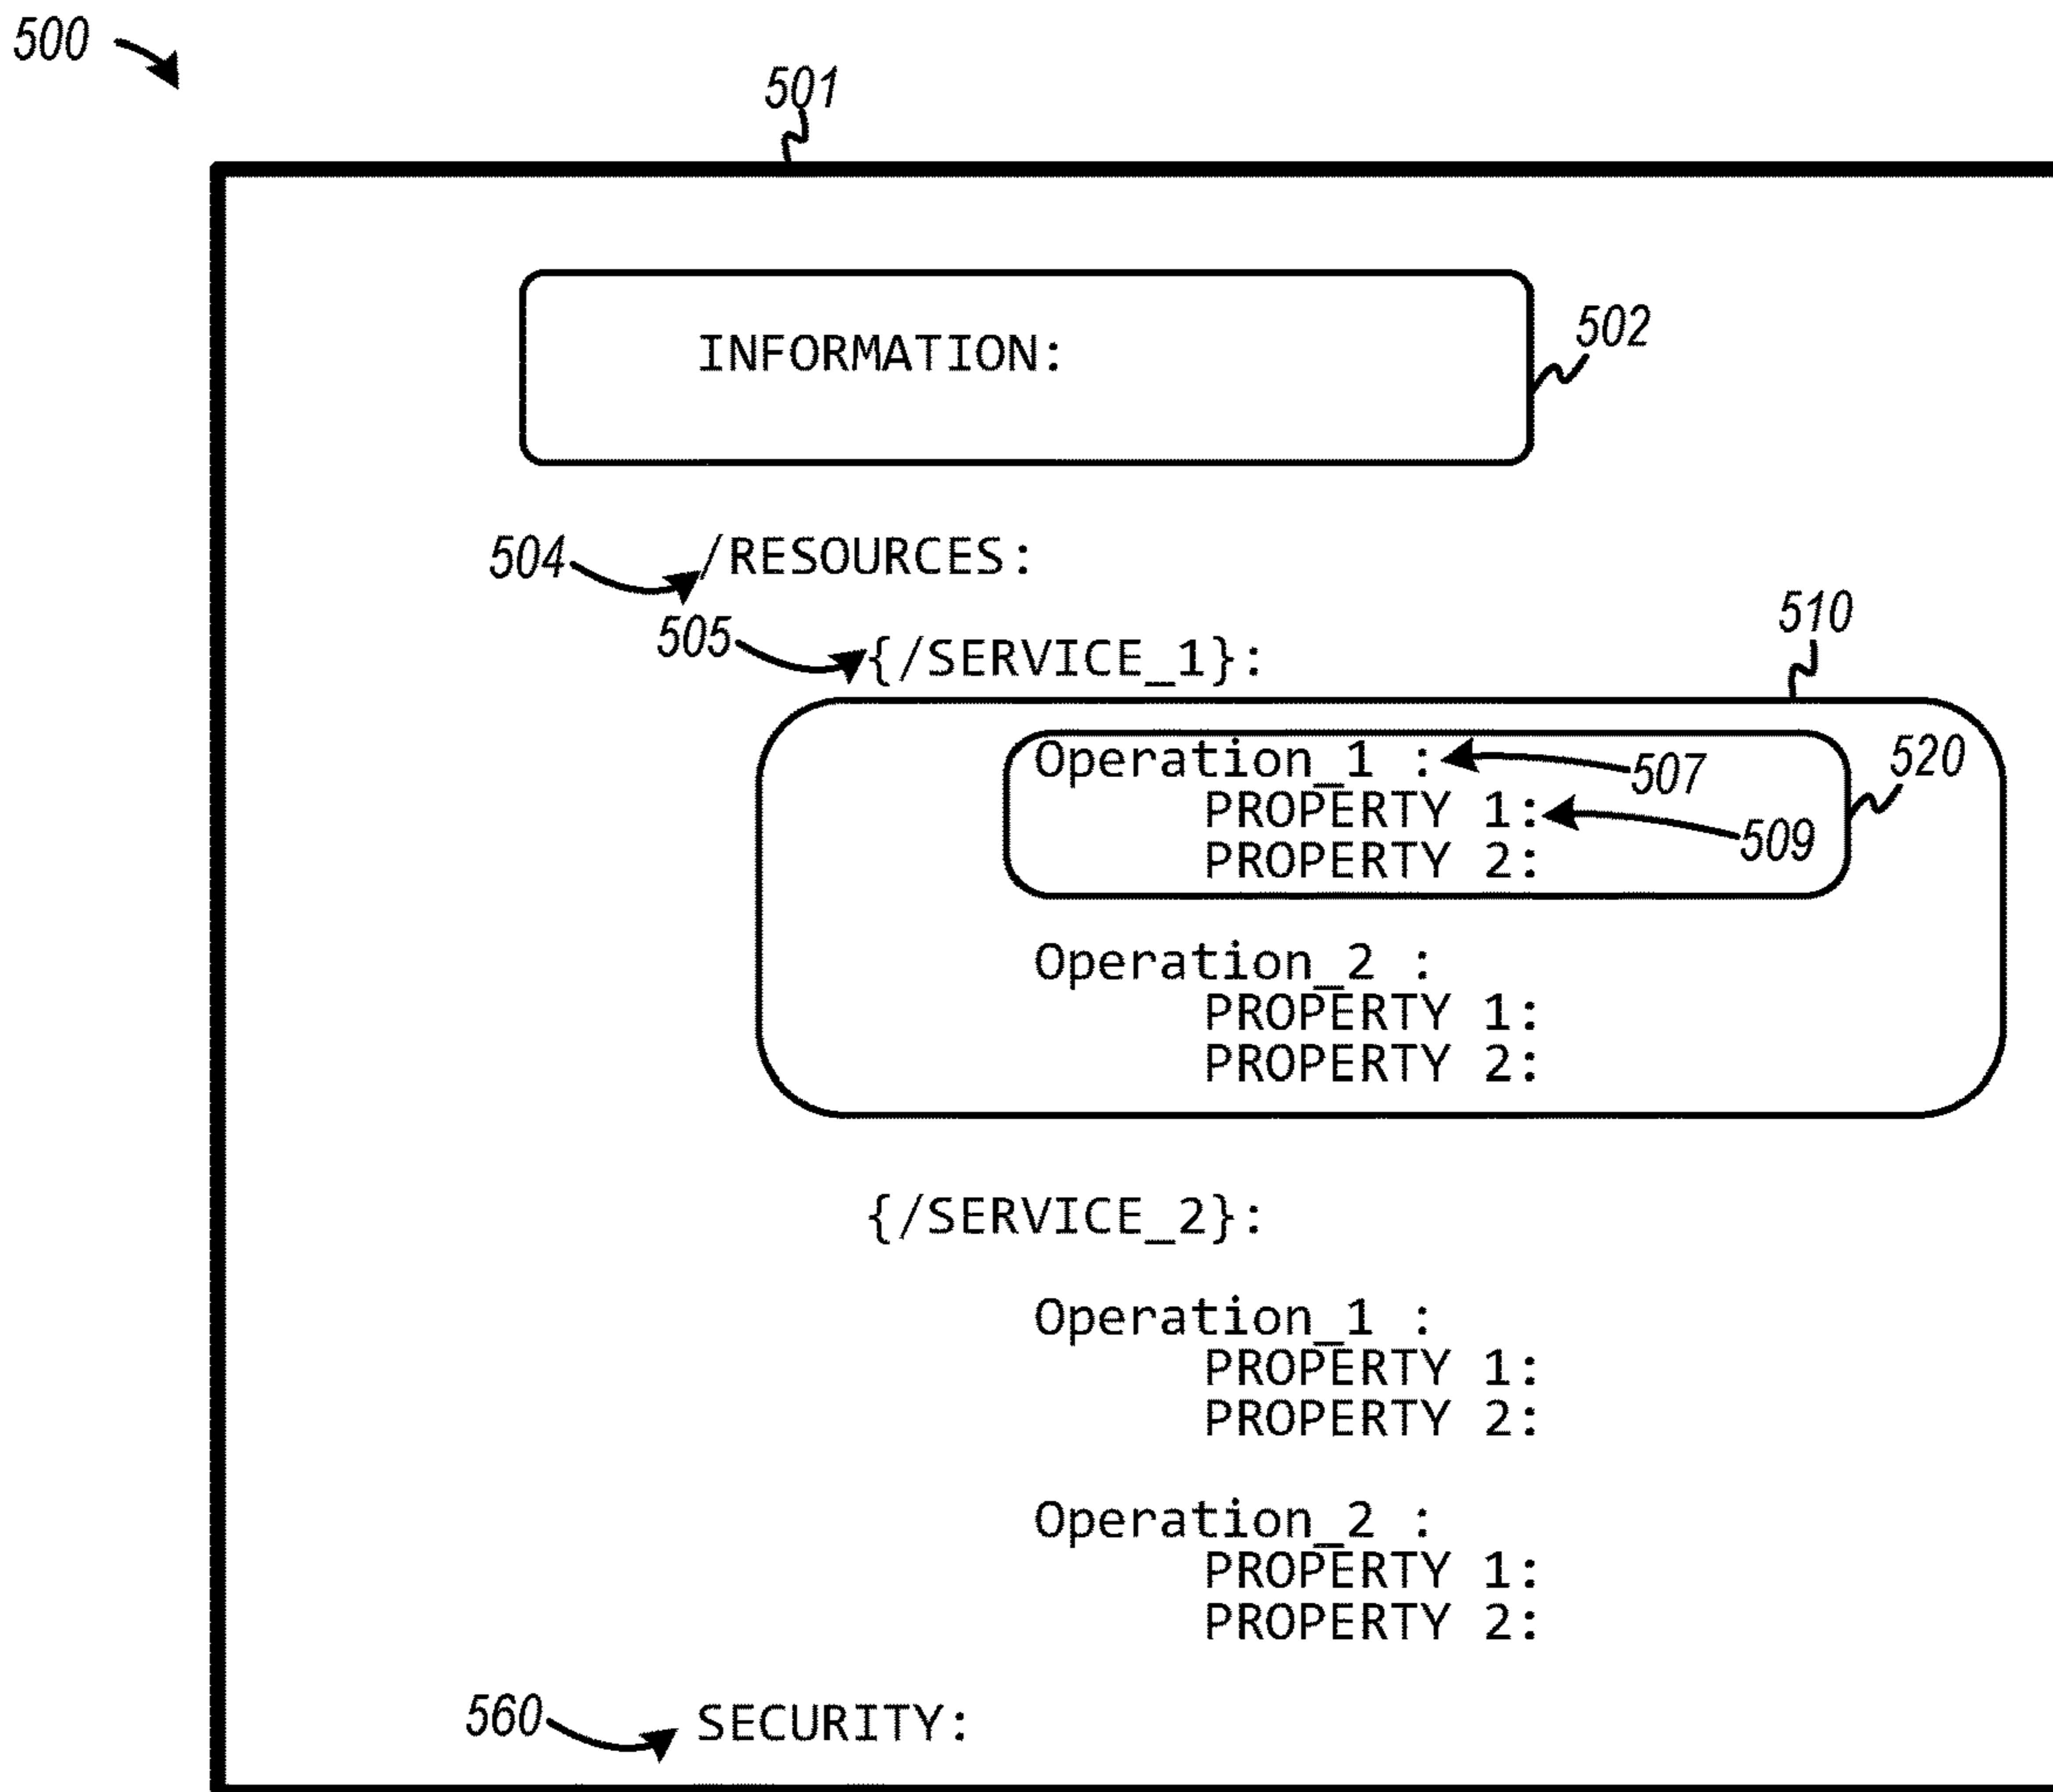 500
501
INFORMATION:
502
504
/RESOURCES:
505
{/SERVICE_1}:
510
Operation_1 :
507
520
PROPERTY 1:
509
PROPERTY 2:
Operation_2 :
PROPERTY 1:
PROPERTY 2:
{/SERVICE_2}:
Operation_1 :
PROPERTY 1:
PROPERTY 2:
Operation_2 :
PROPERTY 1:
PROPERTY 2:
560
SECURITY: